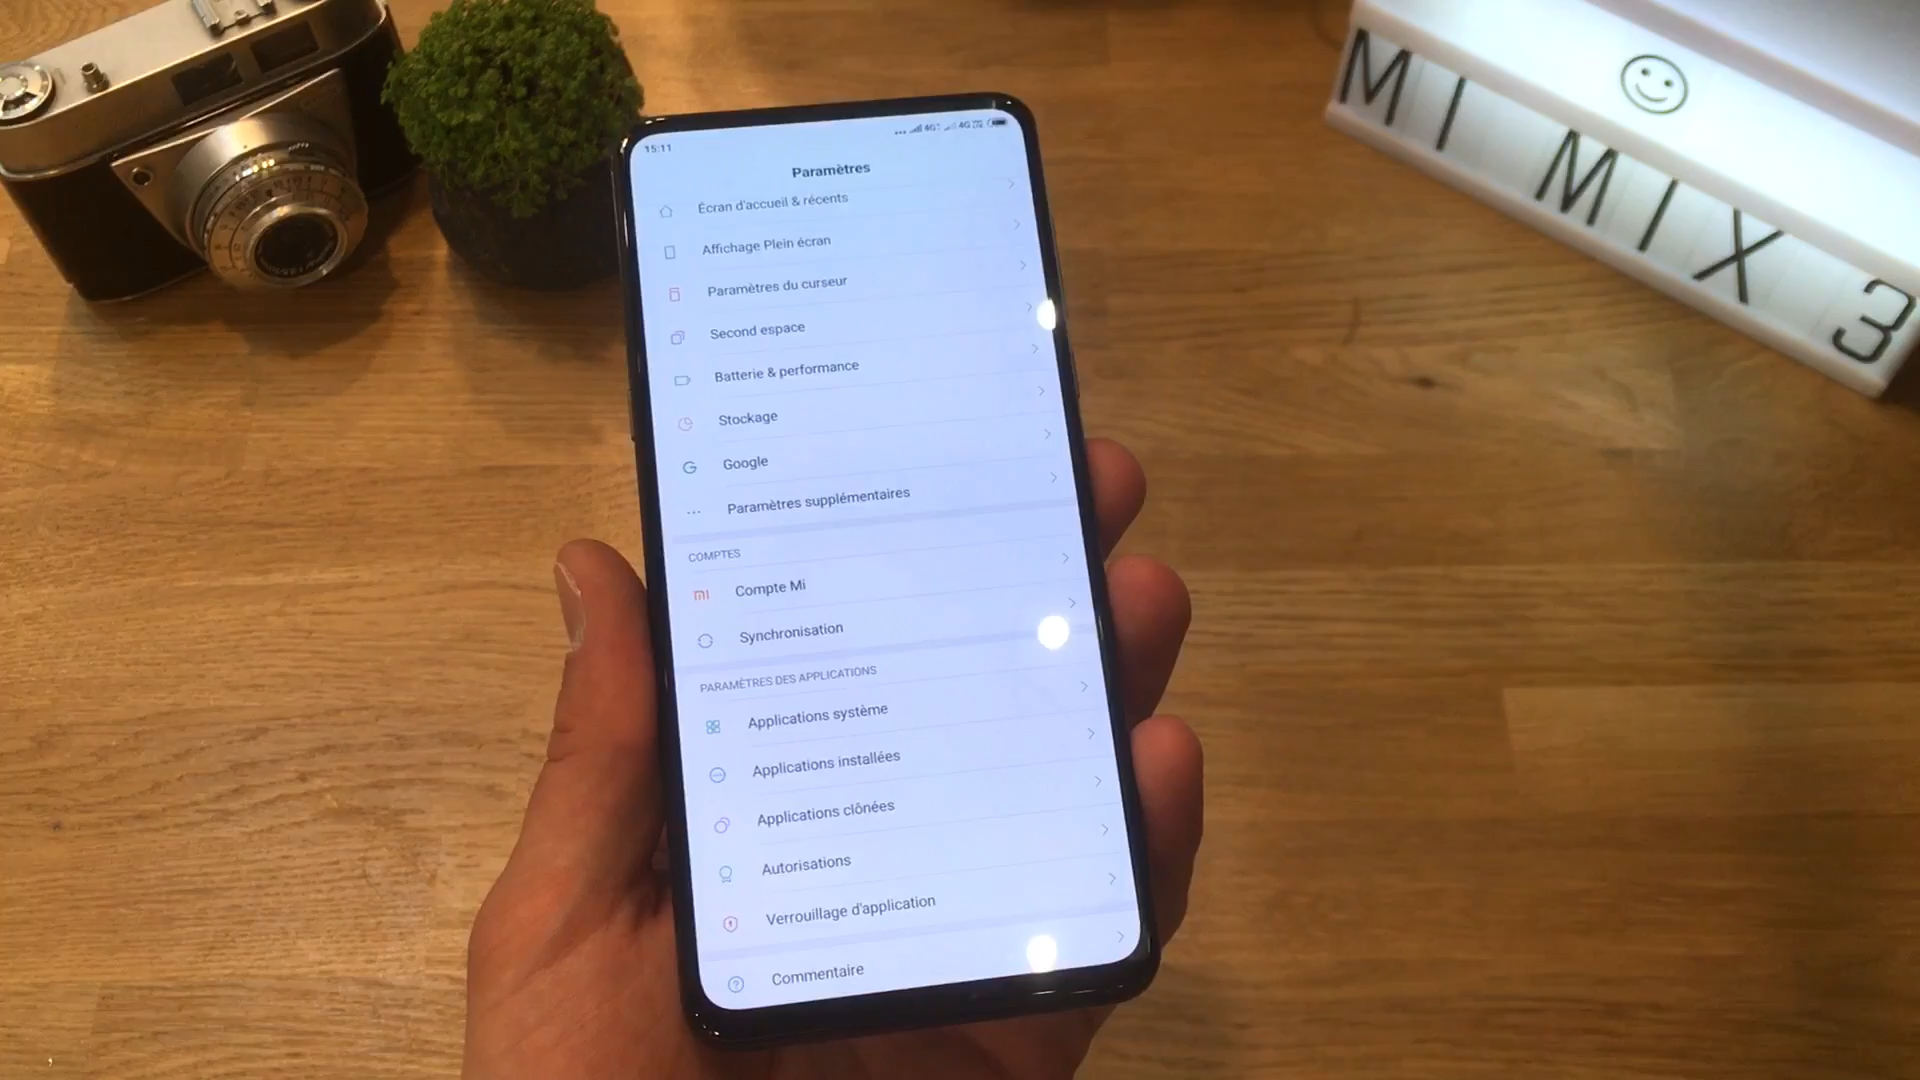 15:11
4G+ 4G
Paramètres
Écran d'accueil & récents
Affichage Plein écran
Paramètres du curseur
Second espace
Batterie & performance
Stockage
Google
Paramètres supplémentaires
COMPTES
Compte Mi
Synchronisation
PARAMÈTRES DES APPLICATIONS
Applications système
Applications installées
Applications clônées
Autorisations
Verrouillage d'application
Commentaire
MI
MIX 3